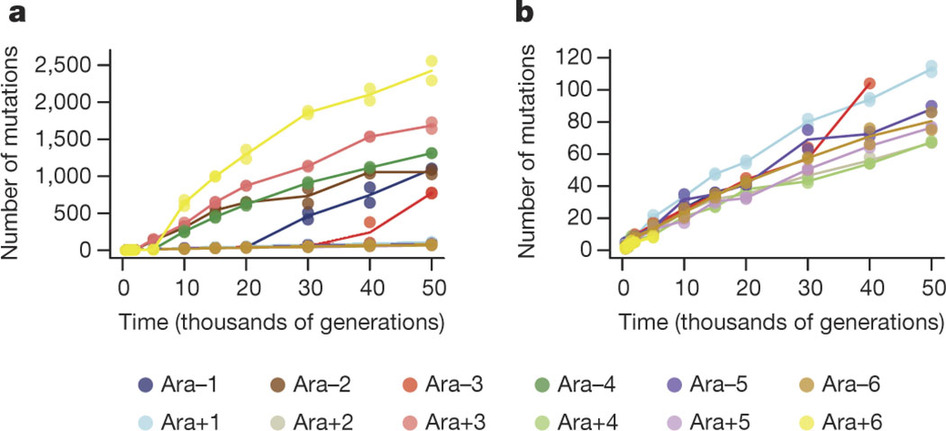 a
Number of mutations
2,500
2,000
1,500
1,000
500
0
0 10 20 30 40 50
Time (thousands of generations)
b
Number of mutations
120
100
80
60
40
20
0
0 10 20 30 40 50
Time (thousands of generations)
Ara–1 Ara–2 Ara–3 Ara–4 Ara–5 Ara–6
Ara+1 Ara+2 Ara+3 Ara+4 Ara+5 Ara+6